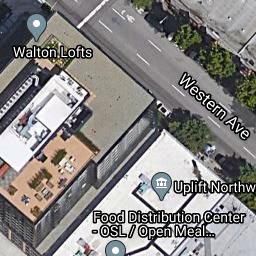 Walton Lofts
Western Ave
Uplift Northw
Food Distribution Center
- OSL / Open Meal...